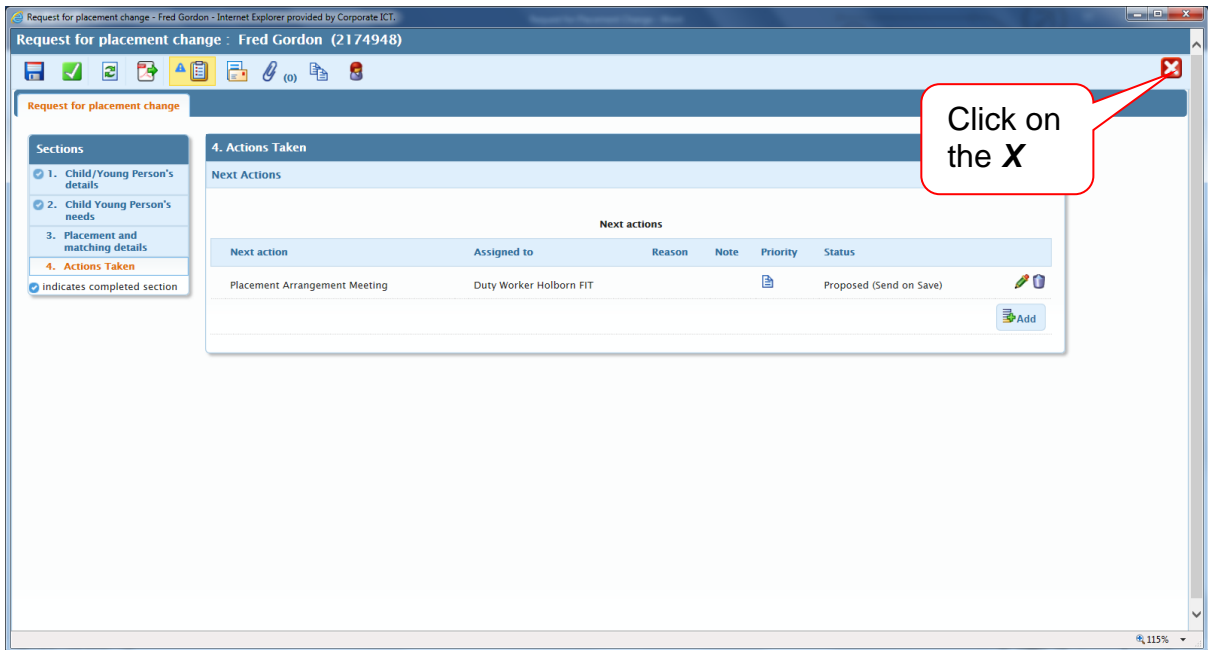 Request for placement change - Fred Gordon - Internet Explorer provided by Corporate ICT,
Request for placement change : Fred Gordon (2174948)
(0)
Request for placement change
Click on
the X
Sections
1. Child/Young Person's
details
2. Child Young Person's
needs
3. Placement and
matching details
4. Actions Taken
indicates completed section
4. Actions Taken
Next Actions
Next actions
Next action Assigned to Reason Note Priority Status
Placement Arrangement Meeting Duty Worker Holborn FIT Proposed (Send on Save)
Add
115%